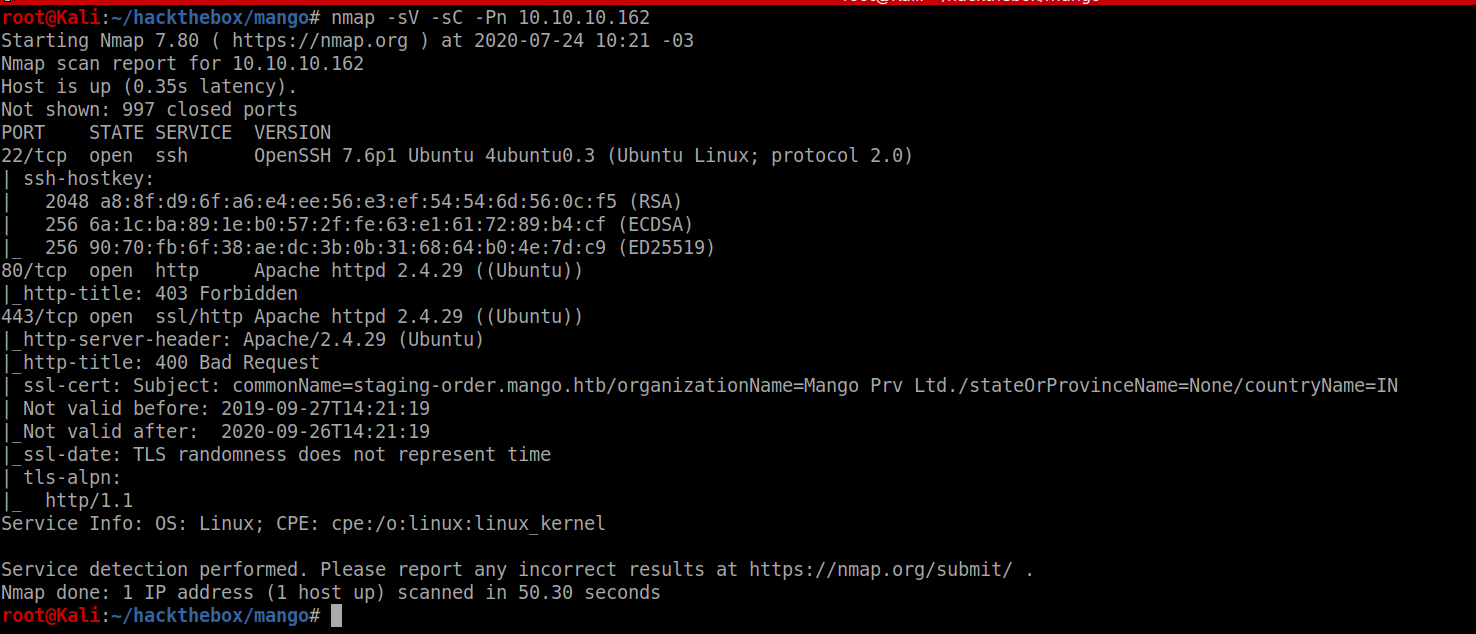 root@Kali:~/hackthebox/mango# nmap -sV -sC -Pn 10.10.10.162
Starting Nmap 7.80 ( https://nmap.org ) at 2020-07-24 10:21 -03
Nmap scan report for 10.10.10.162
Host is up (0.35s latency).
Not shown: 997 closed ports
PORT    STATE SERVICE  VERSION
22/tcp  open  ssh      OpenSSH 7.6p1 Ubuntu 4ubuntu0.3 (Ubuntu Linux; protocol 2.0)
| ssh-hostkey:
|   2048 a8:8f:d9:6f:a6:e4:ee:56:e3:ef:54:54:6d:56:0c:f5 (RSA)
|   256 6a:1c:ba:89:1e:b0:57:2f:fe:63:e1:61:72:89:b4:cf (ECDSA)
|_  256 90:70:fb:6f:38:ae:dc:3b:0b:31:68:64:b0:4e:7d:c9 (ED25519)
80/tcp  open  http     Apache httpd 2.4.29 ((Ubuntu))
|_http-title: 403 Forbidden
443/tcp open  ssl/http Apache httpd 2.4.29 ((Ubuntu))
|_http-server-header: Apache/2.4.29 (Ubuntu)
|_http-title: 400 Bad Request
| ssl-cert: Subject: commonName=staging-order.mango.htb/organizationName=Mango Prv Ltd./stateOrProvinceName=None/countryName=IN
| Not valid before: 2019-09-27T14:21:19
|_Not valid after:  2020-09-26T14:21:19
|_ssl-date: TLS randomness does not represent time
| tls-alpn:
|_  http/1.1
Service Info: OS: Linux; CPE: cpe:/o:linux:linux_kernel

Service detection performed. Please report any incorrect results at https://nmap.org/submit/ .
Nmap done: 1 IP address (1 host up) scanned in 50.30 seconds
root@Kali:~/hackthebox/mango#